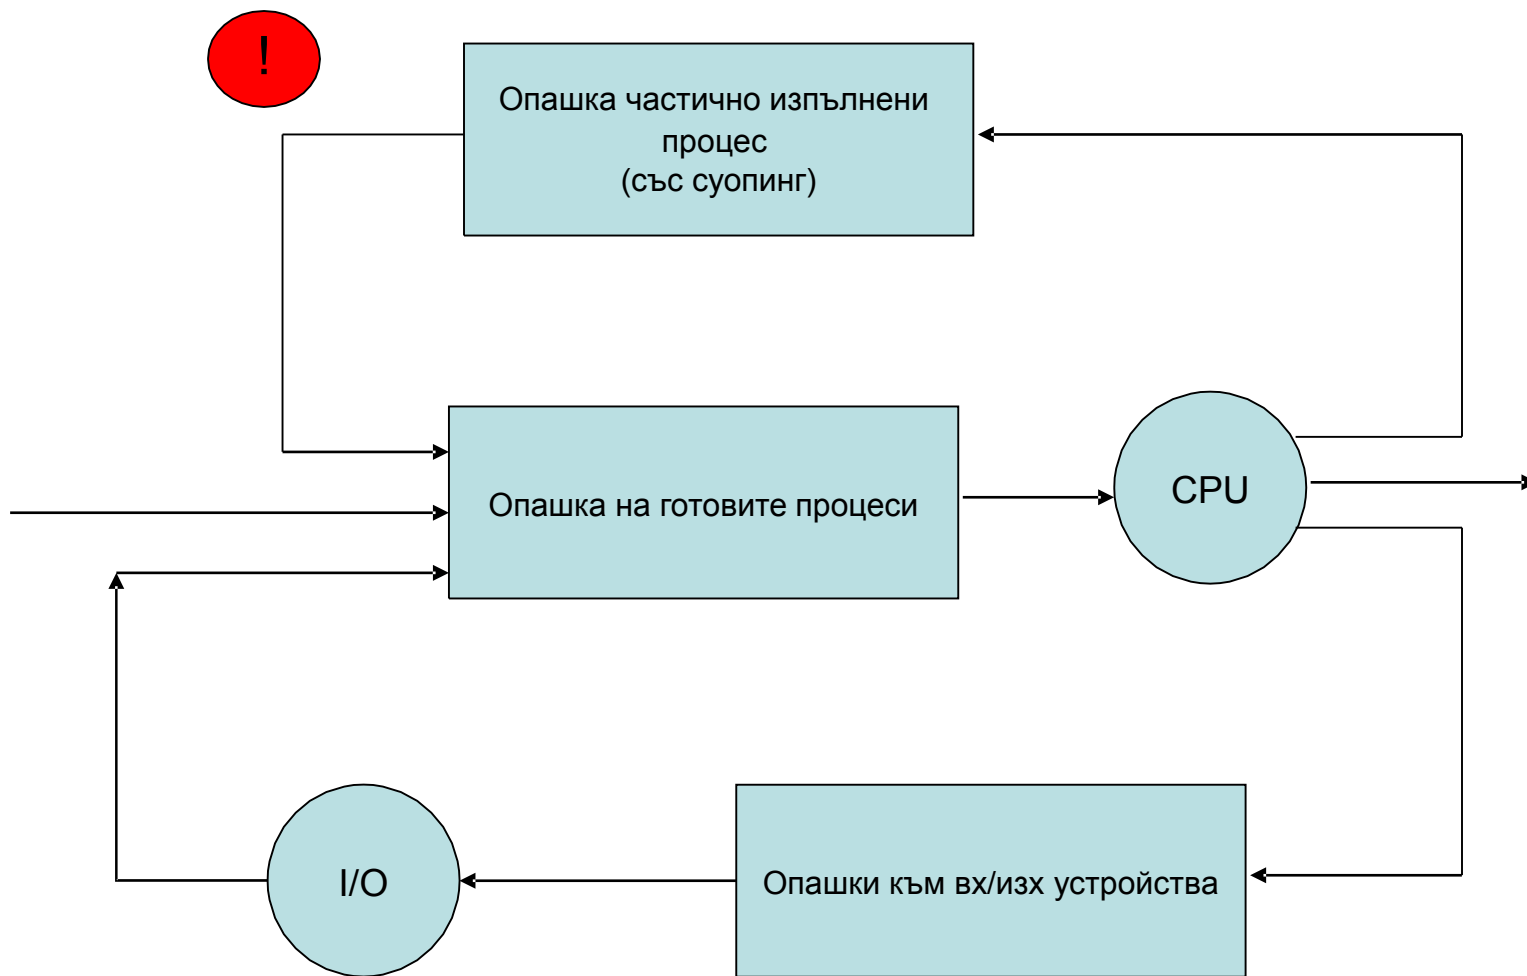 !
Опашка частично изпълнени
процес
(със суопинг)
Опашка на готовите процеси
CPU
I/O
Опашки към вх/изх устройства